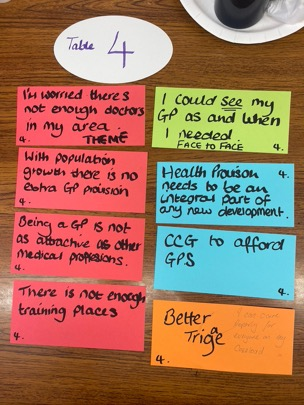 Table 4
I'm worried theres
not enough doctors
in my area.
THEME
4.
With population
growth there is no
extra GP provision
4.
Being a GP is not
as attractive as other
medical professions.
4.
There is not enough
training places
4.
I could see my
GP as and when
I needed.
FACE TO FACE
4.
Health Provison 4.
needs to be an
integral part of
any new development.
CCG to afford
GPS
4.
Better
Triage
4.